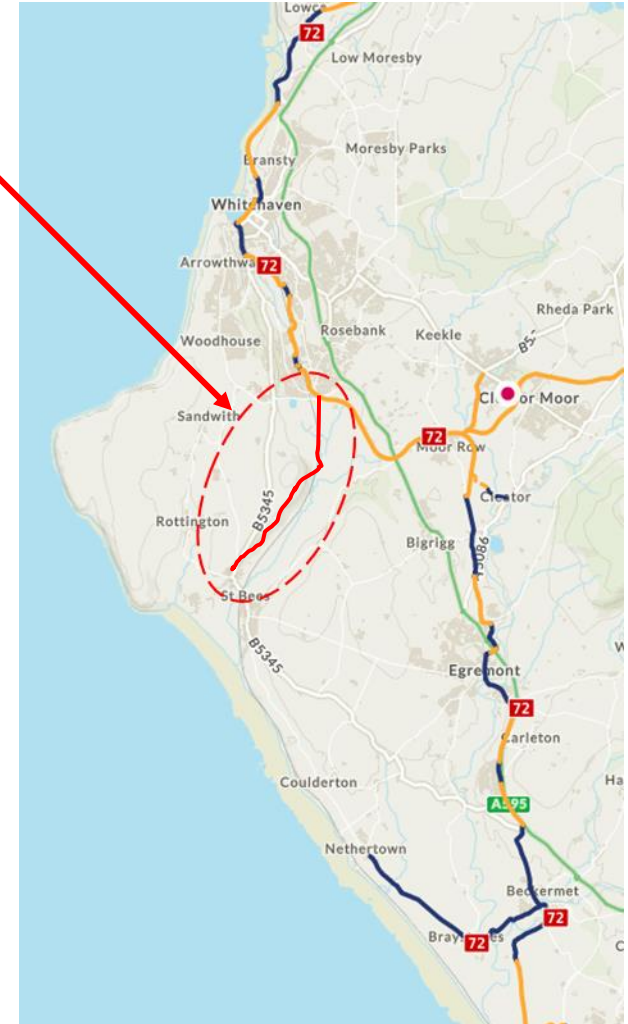 Lowca
72
Low Moresby
Moresby Parks
Bransty
Whitehaven
72
Rheda Park
Rosebank
Keekle
Woodhouse
Sandwith
72
Moor Row
Cleator
B5345
Rottington
Bigrigg
St Bees
B5345
Egremont
72
Carleton
Coulderton
A595
Nethertown
Beckermet
72
72